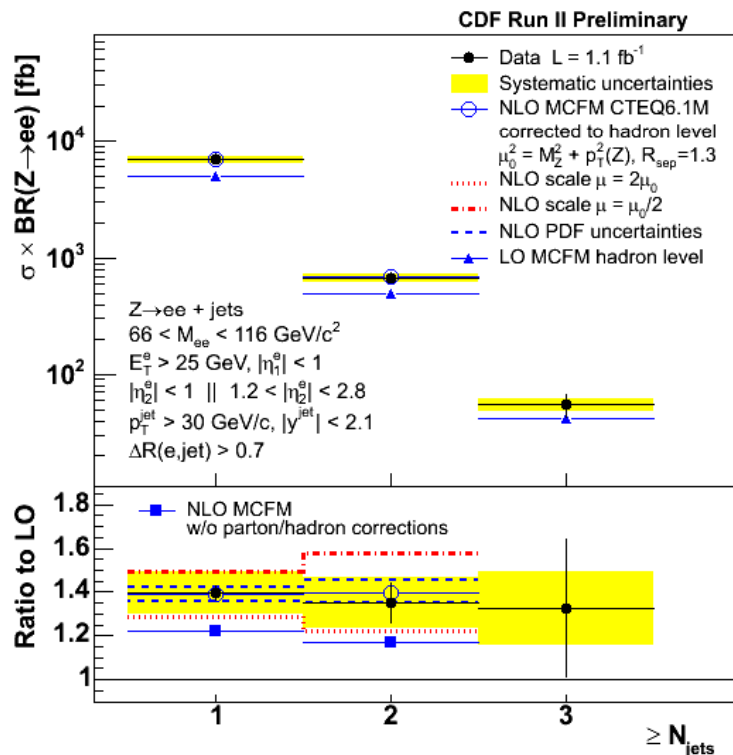 CDF Run II Preliminary
Data L = 1.1 fb⁻¹
Systematic uncertainties
NLO MCFM CTEQ6.1M
corrected to hadron level
μ₀² = M_Z² + p_T²(Z), R_sep=1.3
NLO scale μ = 2μ₀
NLO scale μ = μ₀/2
NLO PDF uncertainties
LO MCFM hadron level
σ × BR(Z→ee) [fb]
10⁴
10³
10²
Z→ee + jets
66 < M_ee < 116 GeV/c²
E_T^e > 25 GeV, |η₁^e| < 1
|η₂^e| < 1 || 1.2 < |η₂^e| < 2.8
p_T^jet > 30 GeV/c, |y^jet| < 2.1
ΔR(e,jet) > 0.7
Ratio to LO
1.8
1.6
1.4
1.2
1
NLO MCFM
w/o parton/hadron corrections
1 2 3
≥ N_jets